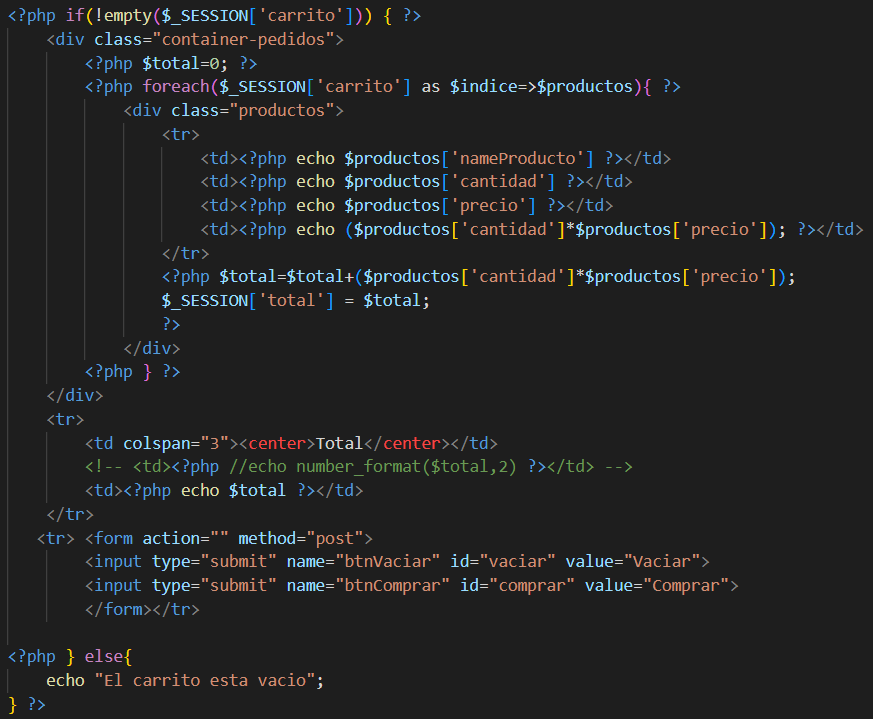 <?php if(!empty($_SESSION['carrito'])) { ?>
<div class="container-pedidos">
<?php $total=0; ?>
<?php foreach($_SESSION['carrito'] as $indice=>$productos){ ?>
<div class="productos">
<tr>
<td><?php echo $productos['nameProducto'] ?></td>
<td><?php echo $productos['cantidad'] ?></td>
<td><?php echo $productos['precio'] ?></td>
<td><?php echo ($productos['cantidad']*$productos['precio']); ?></td>
</tr>
<?php $total=$total+($productos['cantidad']*$productos['precio']);
$_SESSION['total'] = $total;
?>
</div>
<?php } ?>
</div>
<tr>
<td colspan="3"><center>Total</center></td>
<!-- <td><?php //echo number_format($total,2) ?></td> -->
<td><?php echo $total ?></td>
</tr>
<tr> <form action="" method="post">
<input type="submit" name="btnVaciar" id="vaciar" value="Vaciar">
<input type="submit" name="btnComprar" id="comprar" value="Comprar">
</form></tr>
<?php } else{
echo "El carrito esta vacio";
} ?>